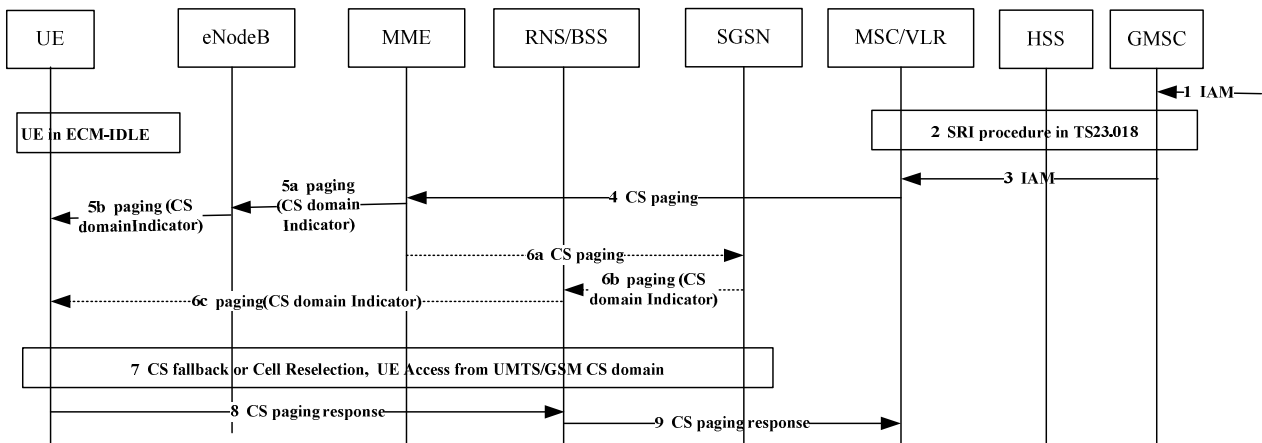 UE
eNodeB
MME
RNS/BSS
SGSN
MSC/VLR
HSS
GMSC
1 IAM
UE in ECM-IDLE
2 SRI procedure in TS23.018
3 IAM
4 CS paging
5a paging
(CS domain
Indicator)
5b paging (CS
domainIndicator)
6a CS paging
6b paging (CS
domain Indicator)
6c paging(CS domain Indicator)
7 CS fallback or Cell Reselection, UE Access from UMTS/GSM CS domain
8 CS paging response
9 CS paging response